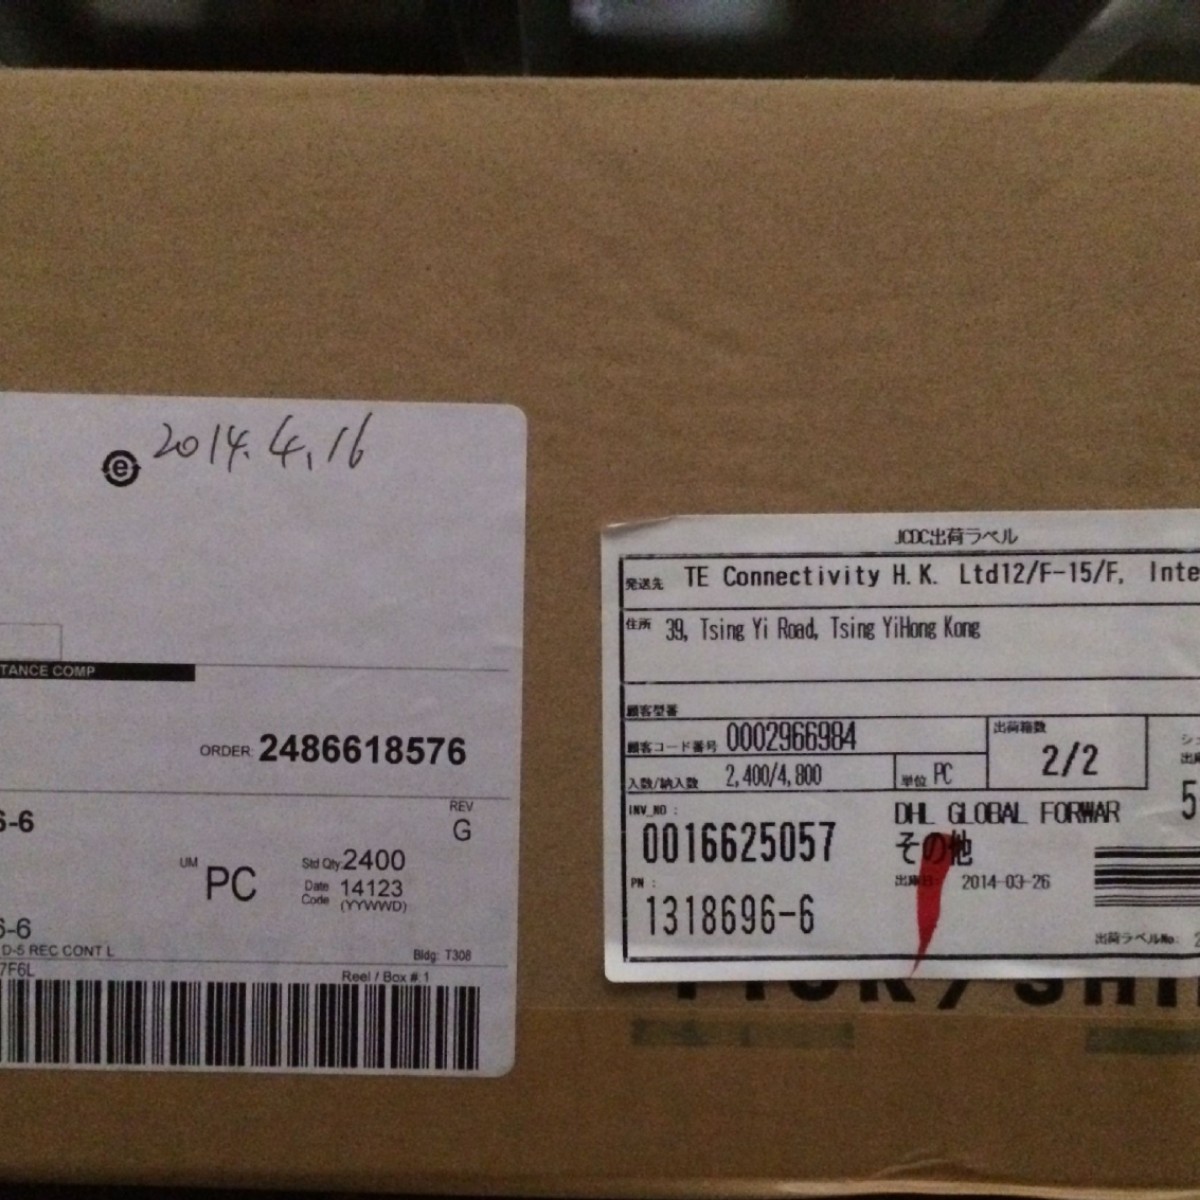 e 2014.4.16
TANCE COMP
ORDER: 2486618576
6-6
REV
G
UM PC
Std Qty: 2400
Date Code 14123
(YYWWD)
6-6
D-5 REC CONT L
Bldg: T308
7F6L
Reel / Box #:1
JCDC出荷ラベル
発送先 TE Connectivity H.K. Ltd12/F-15/F, Inte
住所 39, Tsing Yi Road, Tsing YiHong Kong
顧客型番
顧客コード番号 0002966984
出荷箱数
2/2
入数/納入数 2,400/4,800
単位 PC
INV_NO :
0016625057
DHL GLOBAL FORWAR
その他
5
PN :
1318696-6
出庫日: 2014-03-26
出荷ラベルNo: 2